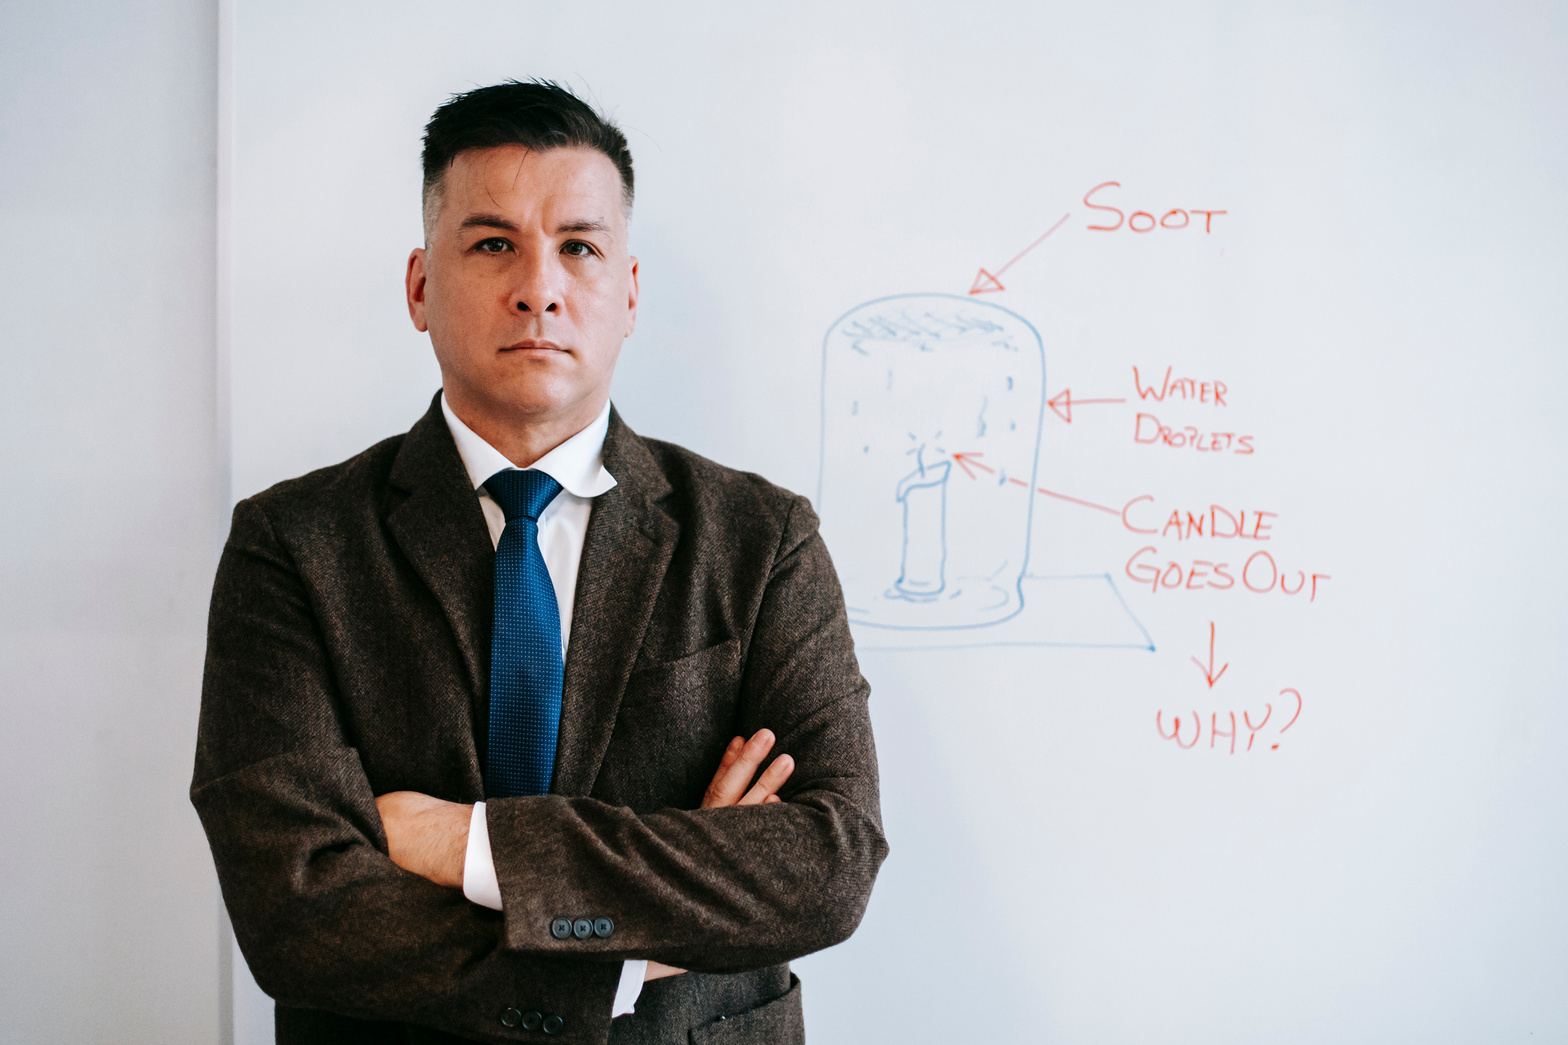 SOOT
WATER
DROPLETS
CANDLE
GOES OUT
WHY?